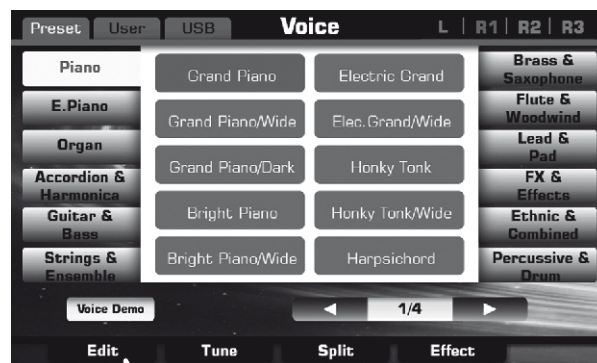 Preset User USB Voice L R1 R2 R3
Piano
E.Piano
Organ
Accordion &
Harmonica
Guitar &
Bass
Strings &
Ensemble
Grand Piano Electric Grand
Grand Piano/Wide Elec.Grand/Wide
Grand Piano/Dark Honky Tonk
Bright Piano Honky Tonk/Wide
Bright Piano/Wide Harpsichord
Brass &
Saxophone
Flute &
Woodwind
Lead &
Pad
FX &
Effects
Ethnic &
Combined
Percussive &
Drum
Voice Demo 1/4
Edit Tune Split Effect